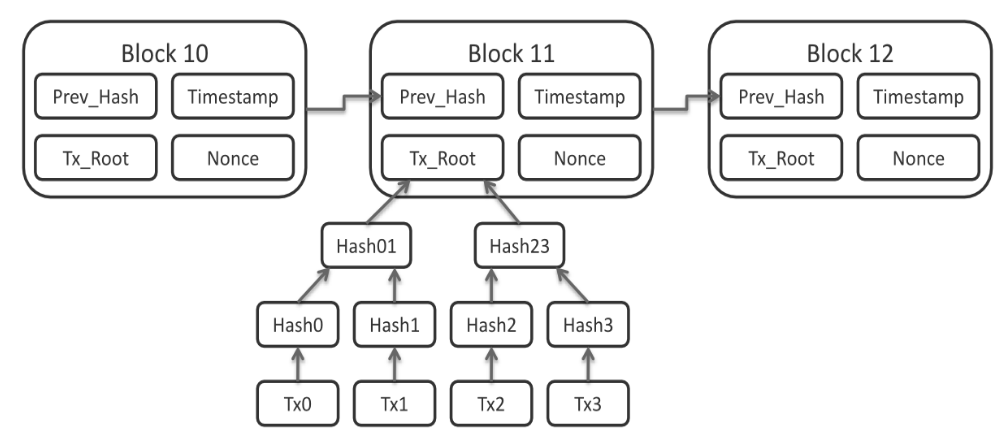 Block 10
Block 11
Block 12
Prev_Hash Timestamp
Prev_Hash Timestamp
Prev_Hash Timestamp
Tx_Root Nonce
Tx_Root Nonce
Tx_Root Nonce
Hash01
Hash23
Hash0
Hash1
Hash2
Hash3
Tx0
Tx1
Tx2
Tx3